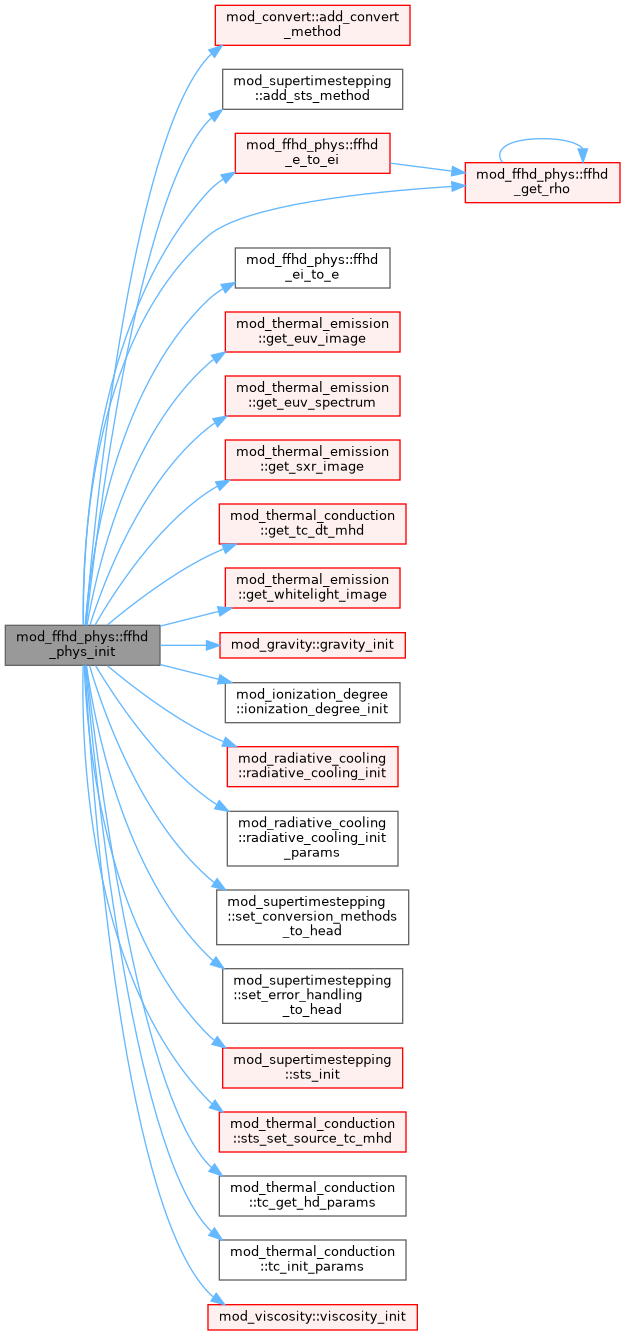 mod_convert::add_convert
_method
mod_supertimestepping
::add_sts_method
mod_ffhd_phys::ffhd
_e_to_ei
mod_ffhd_phys::ffhd
_get_rho
mod_ffhd_phys::ffhd
_ei_to_e
mod_thermal_emission
::get_euv_image
mod_thermal_emission
::get_euv_spectrum
mod_thermal_emission
::get_sxr_image
mod_thermal_conduction
::get_tc_dt_mhd
mod_thermal_emission
::get_whitelight_image
mod_ffhd_phys::ffhd
_phys_init
mod_gravity::gravity_init
mod_ionization_degree
::ionization_degree_init
mod_radiative_cooling
::radiative_cooling_init
mod_radiative_cooling
::radiative_cooling_init
_params
mod_supertimestepping
::set_conversion_methods
_to_head
mod_supertimestepping
::set_error_handling
_to_head
mod_supertimestepping
::sts_init
mod_thermal_conduction
::sts_set_source_tc_mhd
mod_thermal_conduction
::tc_get_hd_params
mod_thermal_conduction
::tc_init_params
mod_viscosity::viscosity_init